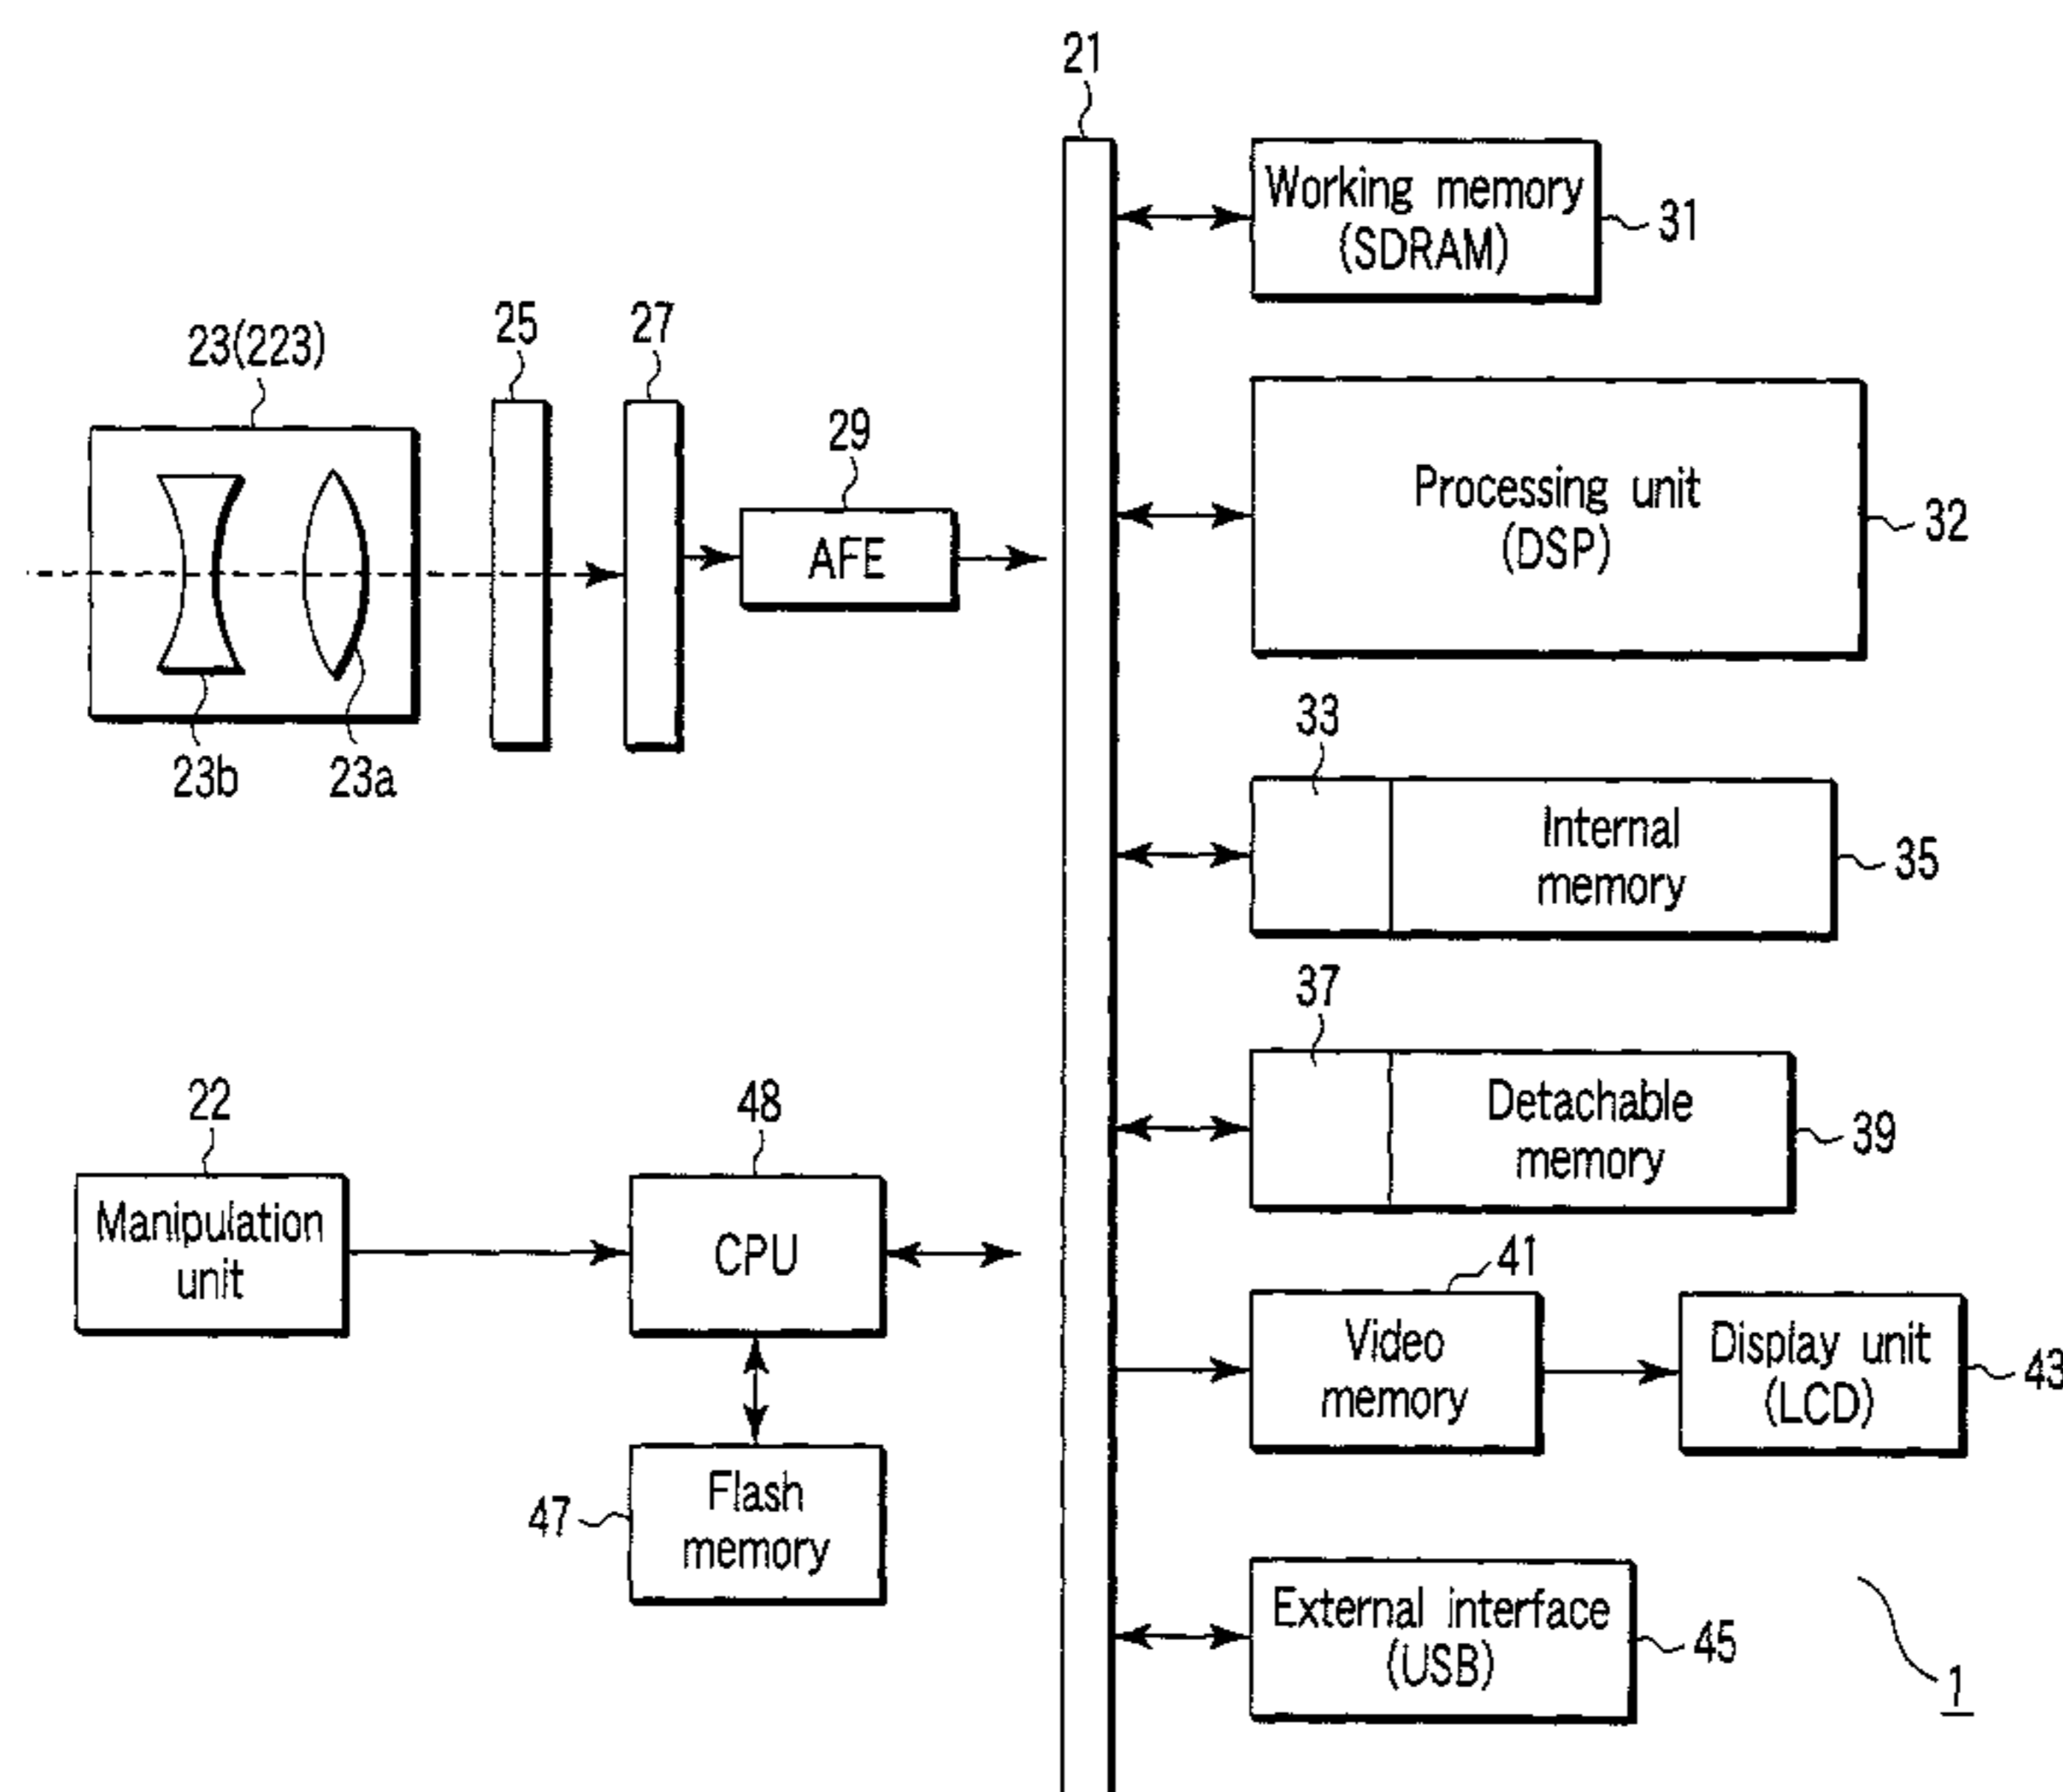 21
Working memory
(SDRAM)
31
23(223)
25
27
29
AFE
23b
23a
Processing unit
(DSP)
32
33
Internal
memory
35
37
Detachable
memory
39
22
Manipulation
unit
48
CPU
41
Video
memory
Display unit
(LCD)
43
47
Flash
memory
External interface
(USB)
45
1